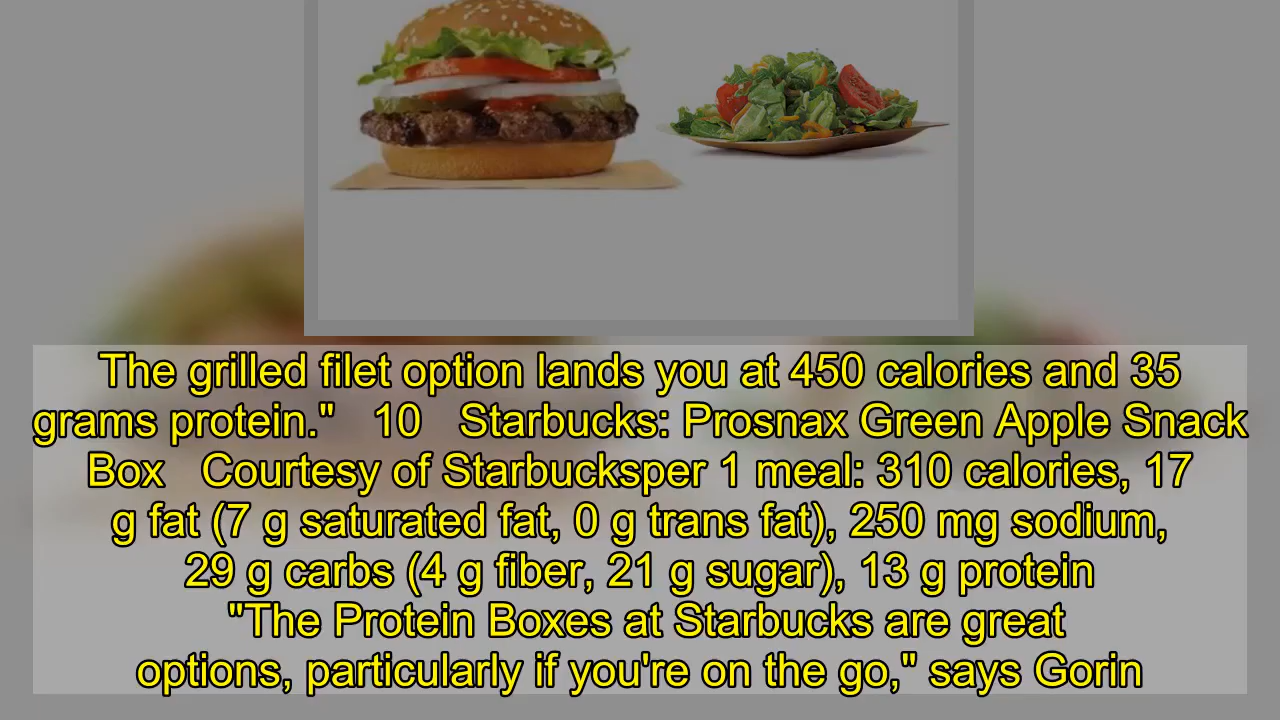 The grilled filet option lands you at 450 calories and 35
grams protein."   10   Starbucks: Prosnax Green Apple Snack
Box   Courtesy of Starbucksper 1 meal: 310 calories, 17
g fat (7 g saturated fat, 0 g trans fat), 250 mg sodium,
29 g carbs (4 g fiber, 21 g sugar), 13 g protein
"The Protein Boxes at Starbucks are great
options, particularly if you're on the go," says Gorin